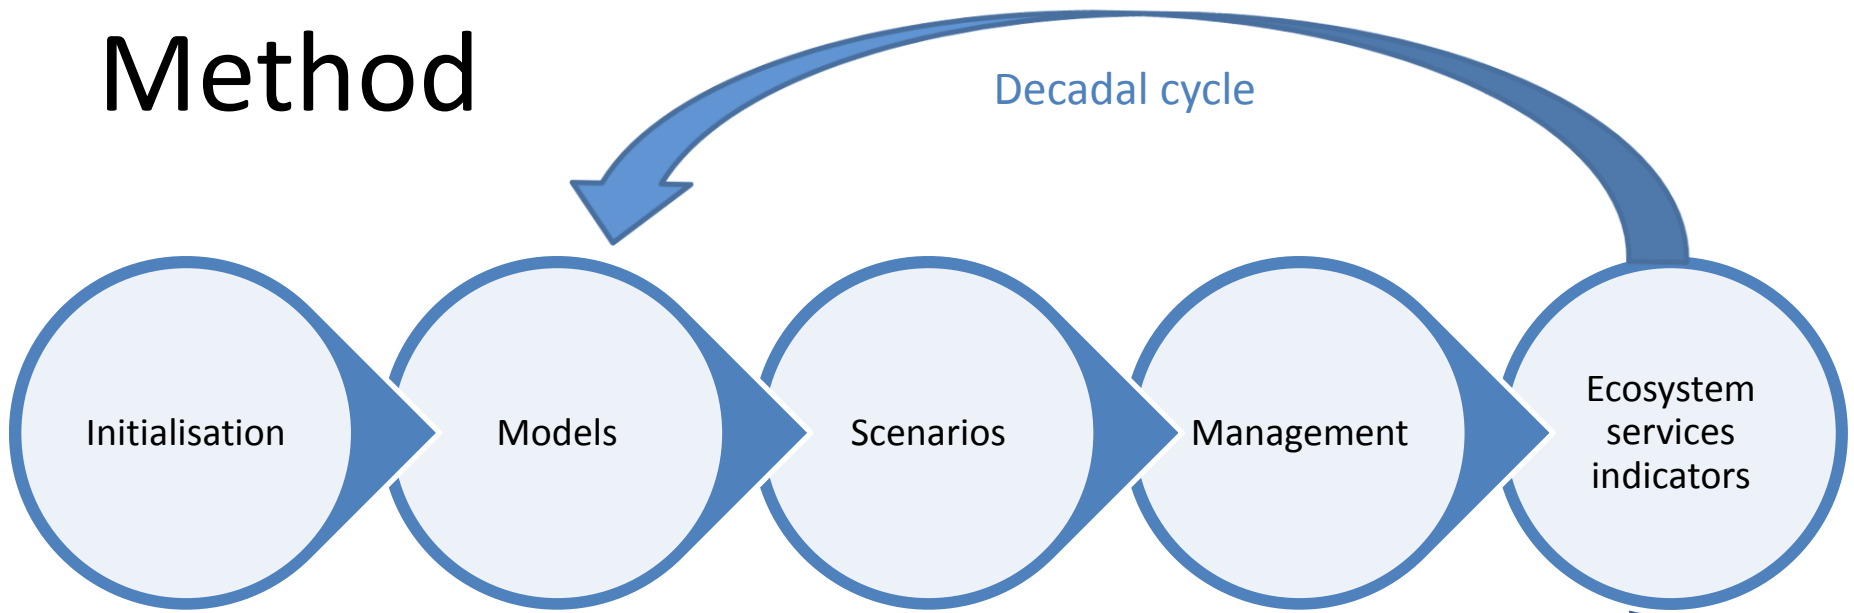 Method
Decadal cycle
Initialisation
Models
Scenarios
Management
Ecosystem
services
indicators